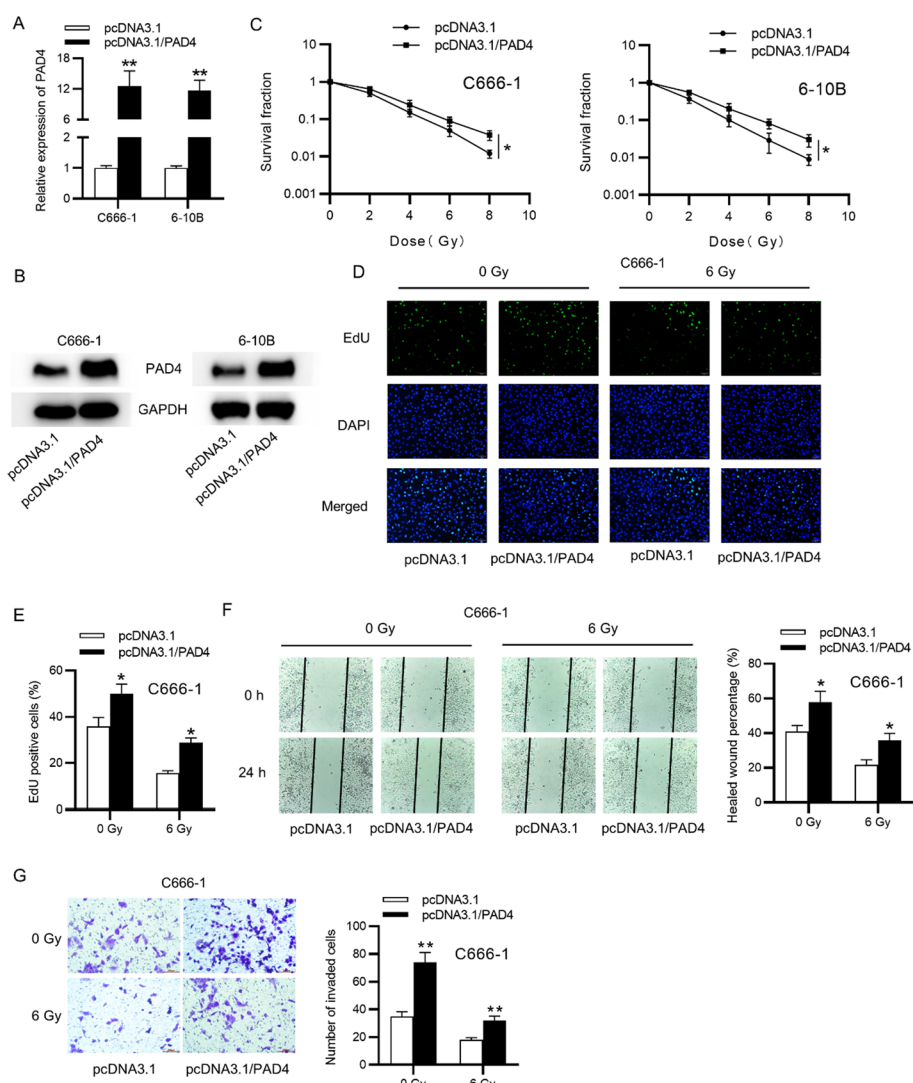 A
pcDNA3.1
pcDNA3.1/PAD4
Relative expression of PAD4
18
12
6
2
1
0
**
**
C666-1
6-10B
C
pcDNA3.1
pcDNA3.1/PAD4
C666-1
Survival fraction
10
1
0.1
0.01
0.001
*
0
2
4
6
8
10
Dose( Gy)
pcDNA3.1
pcDNA3.1/PAD4
6-10B
Survival fraction
10
1
0.1
0.01
0.001
*
0
2
4
6
8
10
Dose( Gy)
B
C666-1
6-10B
PAD4
GAPDH
pcDNA3.1
pcDNA3.1/PAD4
pcDNA3.1
pcDNA3.1/PAD4
D
C666-1
0 Gy
6 Gy
EdU
DAPI
Merged
pcDNA3.1
pcDNA3.1/PAD4
pcDNA3.1
pcDNA3.1/PAD4
E
pcDNA3.1
pcDNA3.1/PAD4
C666-1
EdU positive cells (%)
60
40
20
0
*
*
0 Gy
6 Gy
F
C666-1
0 Gy
6 Gy
0 h
24 h
pcDNA3.1
pcDNA3.1/PAD4
pcDNA3.1
pcDNA3.1/PAD4
pcDNA3.1
pcDNA3.1/PAD4
C666-1
Healed wound percentage (%)
80
70
60
50
40
30
20
10
0
*
*
0 Gy
6 Gy
G
C666-1
0 Gy
6 Gy
pcDNA3.1
pcDNA3.1/PAD4
pcDNA3.1
pcDNA3.1/PAD4
C666-1
Number of invaded cells
100
80
60
40
20
0
**
**
0 Gy
6 Gy